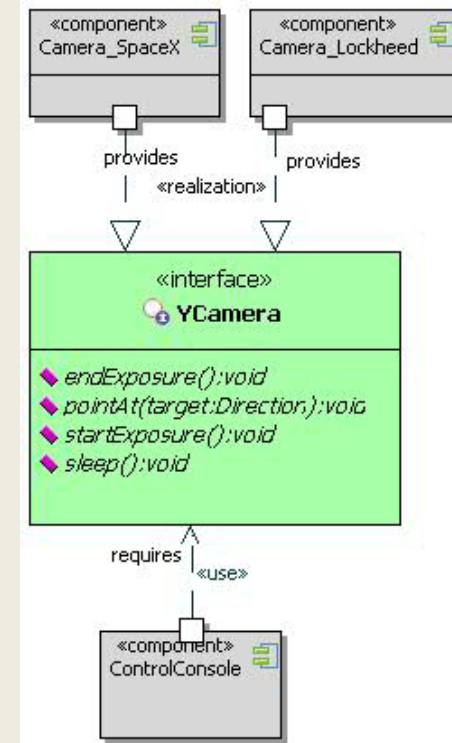 «component»
Camera_SpaceX
«component»
Camera_Lockheed
provides
provides
«realization»
«interface»
YCamera
endExposure():void
pointAt(target:Direction):void
startExposure():void
sleep():void
requires
«use»
«component»
ControlConsole